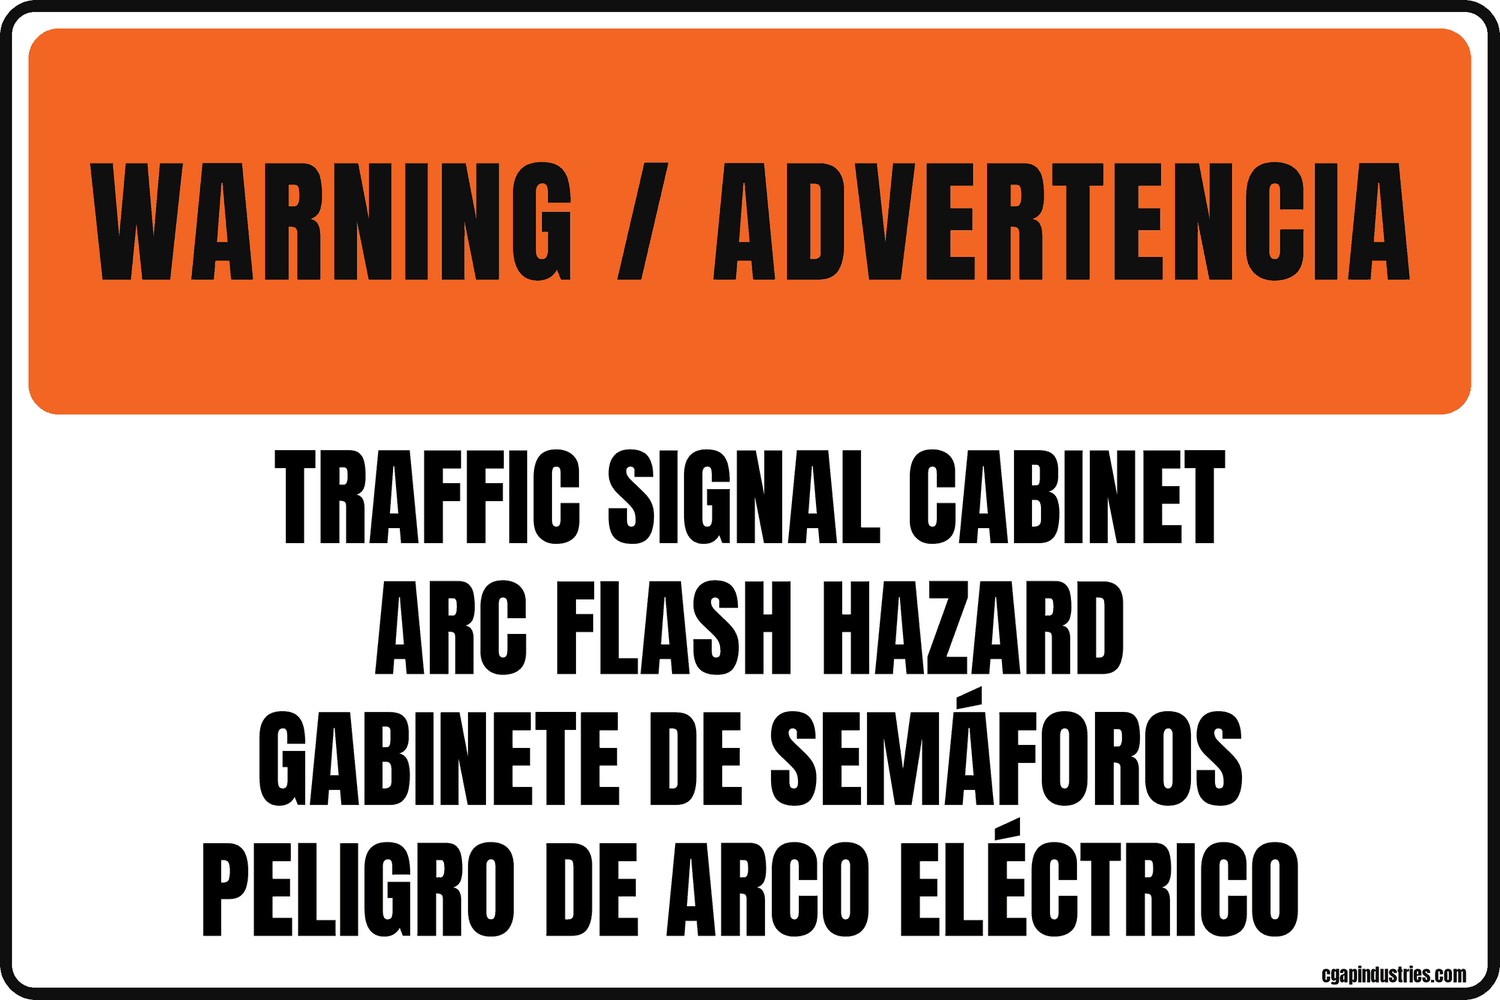 WARNING / ADVERTENCIA
TRAFFIC SIGNAL CABINET
ARC FLASH HAZARD
GABINETE DE SEMÁFOROS
PELIGRO DE ARCO ELÉCTRICO
cgapindustries.com